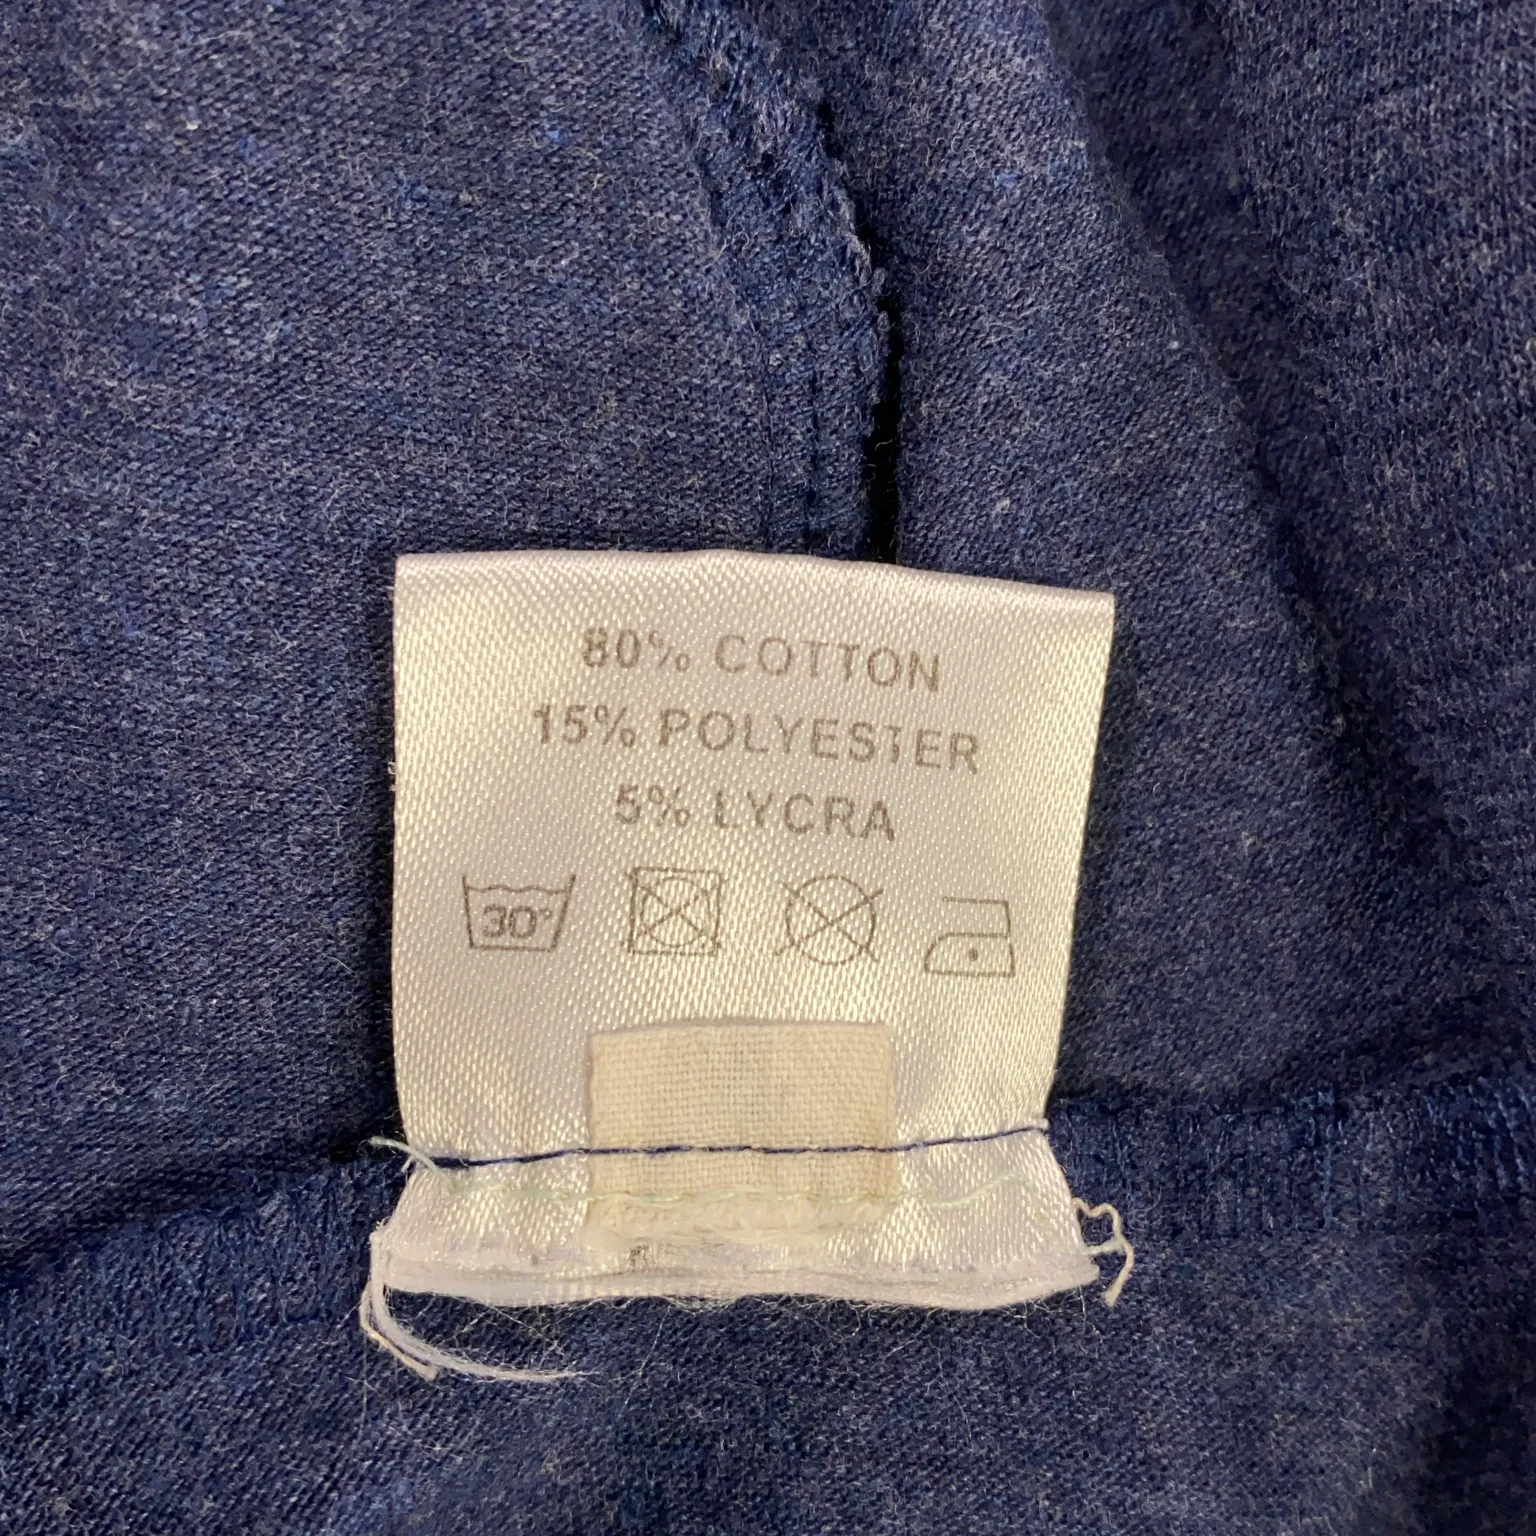 80% COTTON
15% POLYESTER
5% LYCRA
30°